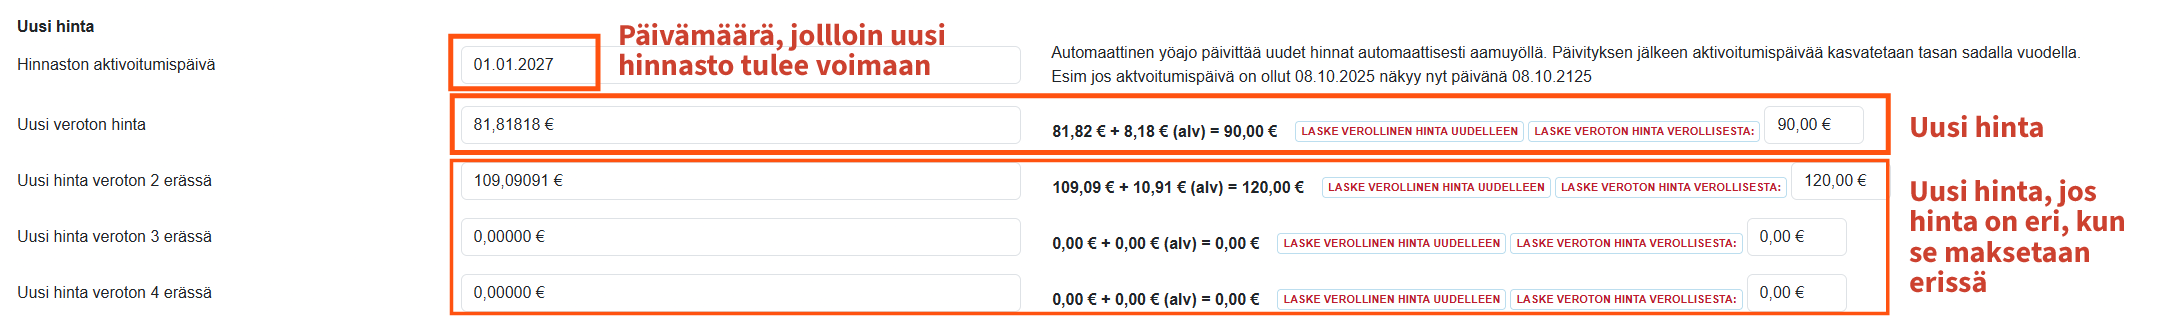 Uusi hinta
Hinnaston aktivoitumispäivä
01.01.2027
Päivämäärä, jollloin uusi
hinnasto tulee voimaan
Automaattinen yöajo päivittää uudet hinnat automaattisesti aamuyöllä. Päivityksen jälkeen aktivoitumispäivää kasvatetaan tasan sadalla vuodella.
Esim jos aktvoitumispäivä on ollut 08.10.2025 näkyy nyt päivänä 08.10.2125
Uusi veroton hinta
81,81818 €
81,82 € + 8,18 € (alv) = 90,00 € LASKE VEROLLINEN HINTA UUDELLEEN LASKE VEROTON HINTA VEROLLISESTA: 90,00 €
Uusi hinta
Uusi hinta veroton 2 erässä
109,09091 €
109,09 € + 10,91 € (alv) = 120,00 € LASKE VEROLLINEN HINTA UUDELLEEN LASKE VEROTON HINTA VEROLLISESTA: 120,00 €
Uusi hinta veroton 3 erässä
0,00000 €
0,00 € + 0,00 € (alv) = 0,00 € LASKE VEROLLINEN HINTA UUDELLEEN LASKE VEROTON HINTA VEROLLISESTA: 0,00 €
Uusi hinta veroton 4 erässä
0,00000 €
0,00 € + 0,00 € (alv) = 0,00 € LASKE VEROLLINEN HINTA UUDELLEEN LASKE VEROTON HINTA VEROLLISESTA: 0,00 €
Uusi hinta, jos
hinta on eri, kun
se maksetaan
erissä